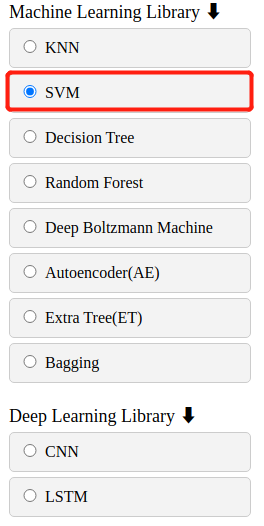 Machine Learning Library ⬇
KNN
SVM
Decision Tree
Random Forest
Deep Boltzmann Machine
Autoencoder(AE)
Extra Tree(ET)
Bagging
Deep Learning Library ⬇
CNN
LSTM